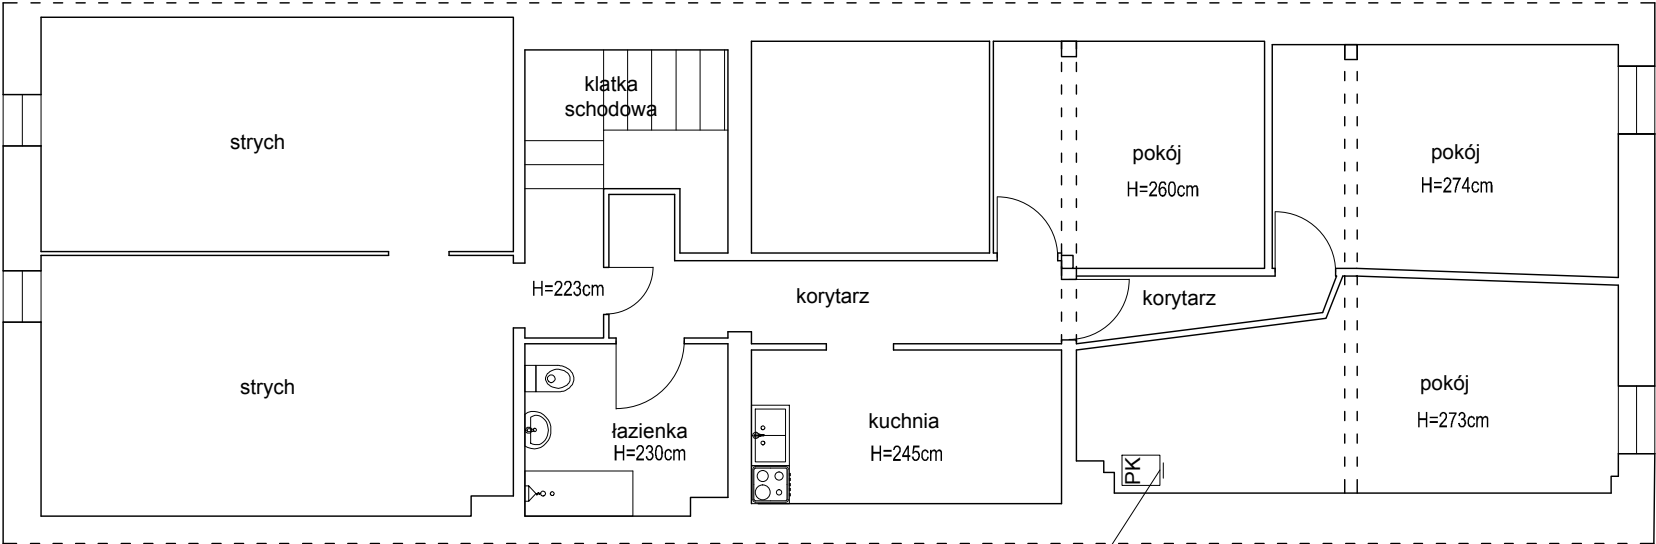 klatka
schodowa
strych
pokój
H=260cm
pokój
H=274cm
H=223cm
korytarz
korytarz
strych
łazienka
H=230cm
kuchnia
H=245cm
pokój
H=273cm
PK